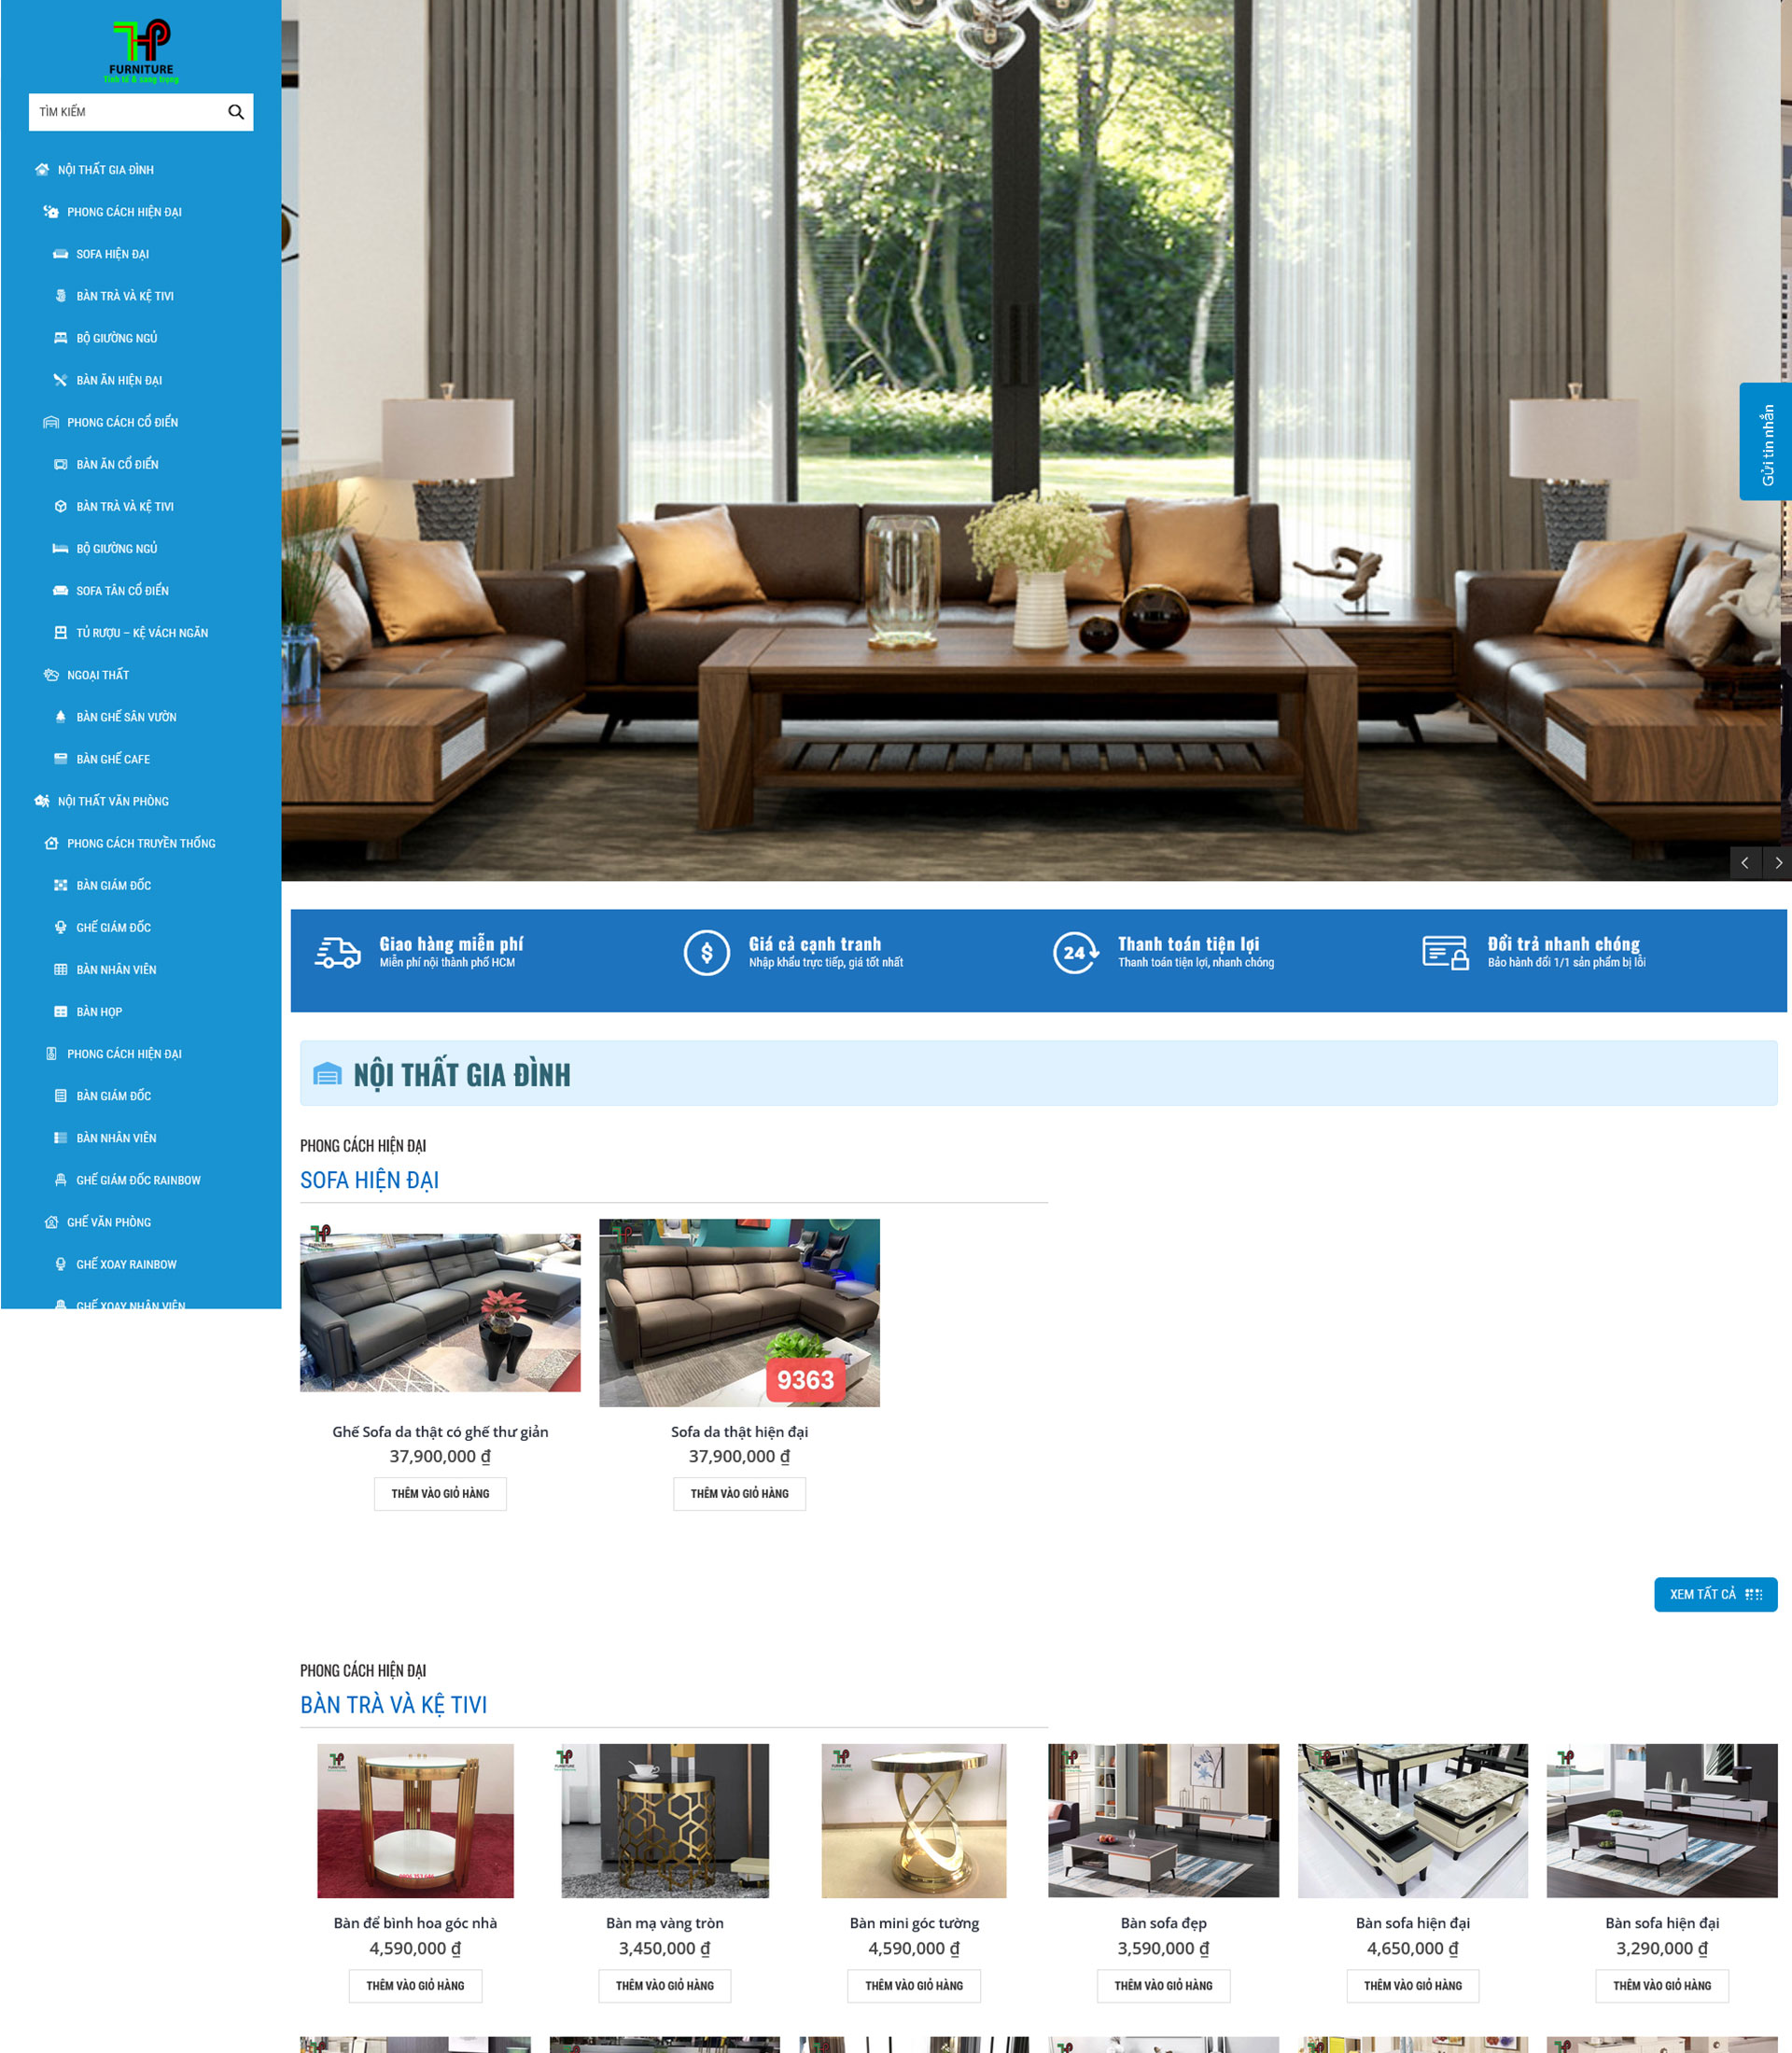 THP
FURNITURE
Tinh tế & sang trọng
TÌM KIẾM
NỘI THẤT GIA ĐÌNH
PHONG CÁCH HIỆN ĐẠI
SOFA HIỆN ĐẠI
BÀN TRÀ VÀ KỆ TIVI
BỘ GIƯỜNG NGỦ
BÀN ĂN HIỆN ĐẠI
PHONG CÁCH CỔ ĐIỂN
BÀN ĂN CỔ ĐIỂN
BÀN TRÀ VÀ KỆ TIVI
BỘ GIƯỜNG NGỦ
SOFA TÂN CỔ ĐIỂN
TỦ RƯỢU – KỆ VÁCH NGĂN
NGOẠI THẤT
BÀN GHẾ SÂN VƯỜN
BÀN GHẾ CAFE
NỘI THẤT VĂN PHÒNG
PHONG CÁCH TRUYỀN THỐNG
BÀN GIÁM ĐỐC
GHẾ GIÁM ĐỐC
BÀN NHÂN VIÊN
BÀN HỌP
PHONG CÁCH HIỆN ĐẠI
BÀN GIÁM ĐỐC
BÀN NHÂN VIÊN
GHẾ GIÁM ĐỐC RAINBOW
GHẾ VĂN PHÒNG
GHẾ XOAY RAINBOW
GHẾ XOAY NHÂN VIÊN
Gửi tin nhắn
Giao hàng miễn phí
Miễn phí nội thành phố HCM
$
Giá cả cạnh tranh
Nhập khẩu trực tiếp, giá tốt nhất
24
Thanh toán tiện lợi
Thanh toán tiện lợi, nhanh chóng
Đổi trả nhanh chóng
Bảo hành đổi 1/1 sản phẩm bị lỗi
NỘI THẤT GIA ĐÌNH
PHONG CÁCH HIỆN ĐẠI
SOFA HIỆN ĐẠI
9363
Ghế Sofa da thật có ghế thư giản
37,900,000 ₫
THÊM VÀO GIỎ HÀNG
Sofa da thật hiện đại
37,900,000 ₫
THÊM VÀO GIỎ HÀNG
XEM TẤT CẢ
PHONG CÁCH HIỆN ĐẠI
BÀN TRÀ VÀ KỆ TIVI
Bàn để bình hoa góc nhà
4,590,000 ₫
THÊM VÀO GIỎ HÀNG
Bàn mạ vàng tròn
3,450,000 ₫
THÊM VÀO GIỎ HÀNG
Bàn mini góc tường
4,590,000 ₫
THÊM VÀO GIỎ HÀNG
Bàn sofa đẹp
3,590,000 ₫
THÊM VÀO GIỎ HÀNG
Bàn sofa hiện đại
4,650,000 ₫
THÊM VÀO GIỎ HÀNG
Bàn sofa hiện đại
3,290,000 ₫
THÊM VÀO GIỎ HÀNG